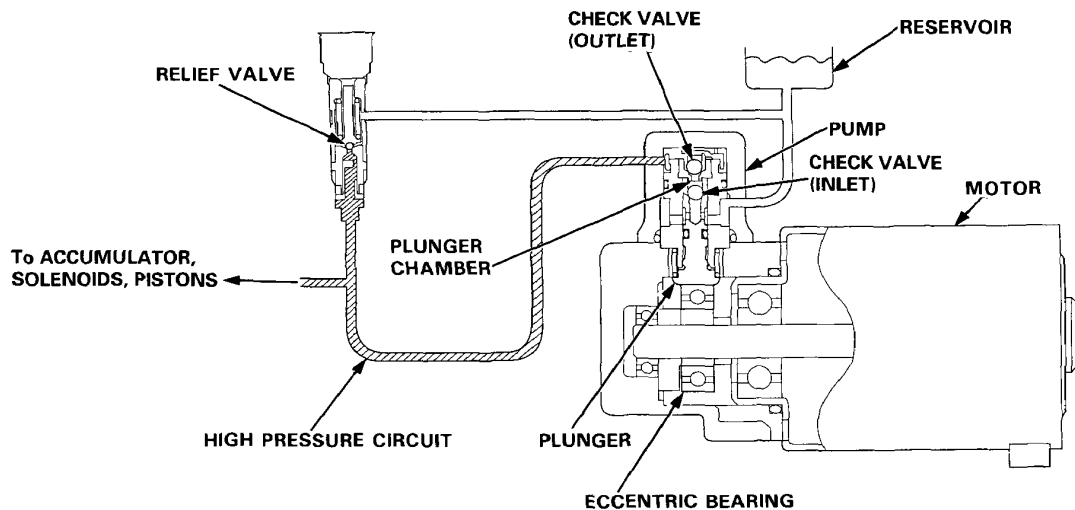 CHECK VALVE
(OUTLET)
RESERVOIR
RELIEF VALVE
PUMP
CHECK VALVE
(INLET)
MOTOR
PLUNGER
CHAMBER
To ACCUMULATOR,
SOLENOIDS, PISTONS
HIGH PRESSURE CIRCUIT
PLUNGER
ECCENTRIC BEARING